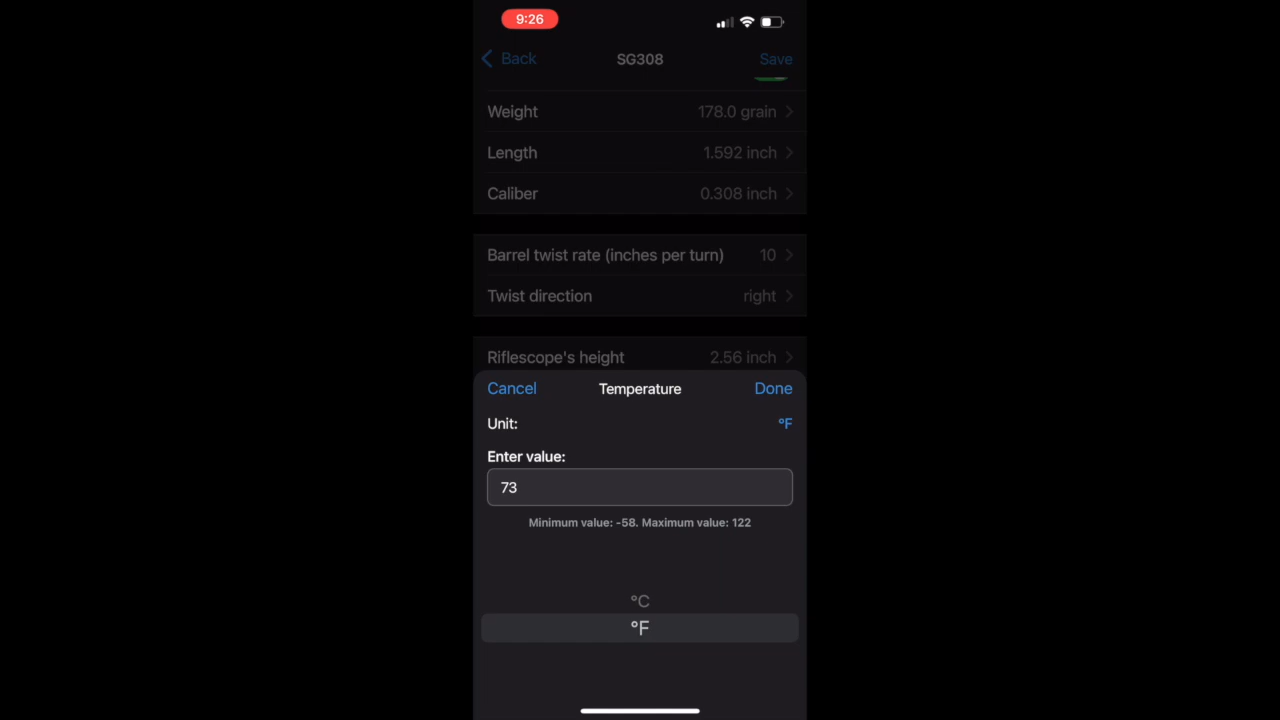 9:26
Back SG308 Save
Weight 178.0 grain
Length 1.592 inch
Caliber 0.308 inch
Barrel twist rate (inches per turn) 10
Twist direction right
Riflescope's height 2.56 inch
Cancel Temperature Done
Unit: °F
Enter value:
73
Minimum value: -58. Maximum value: 122
°C
°F